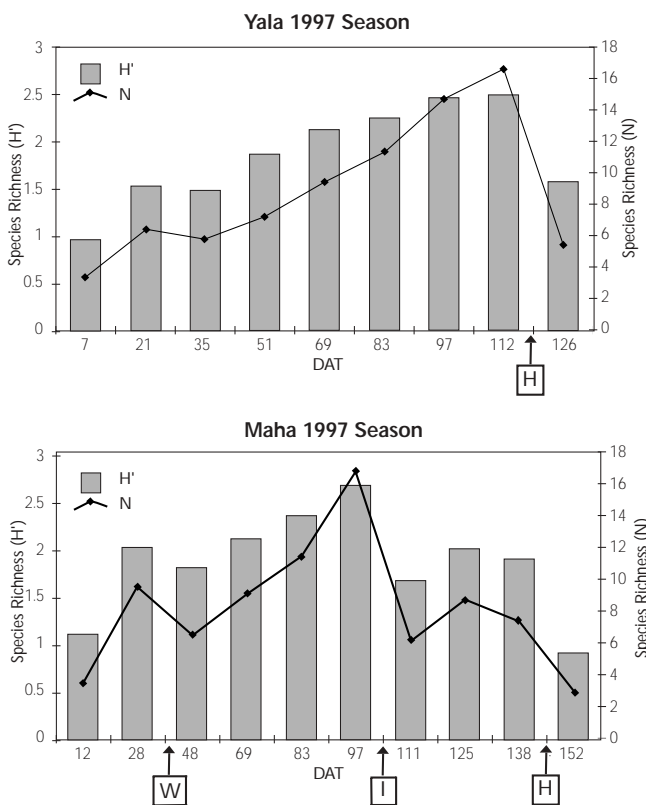 Yala 1997 Season
H'
N
Species Richness (H')
3
2.5
2
1.5
1
0.5
0
Species Richness (N)
18
16
14
12
10
8
6
4
2
0
7 21 35 51 69 83 97 112 126
DAT
H
Maha 1997 Season
H'
N
Species Richness (H')
3
2.5
2
1.5
1
0.5
0
Species Richness (N)
18
16
14
12
10
8
6
4
2
0
12 28 48 69 83 97 111 125 138 152
DAT
W I H